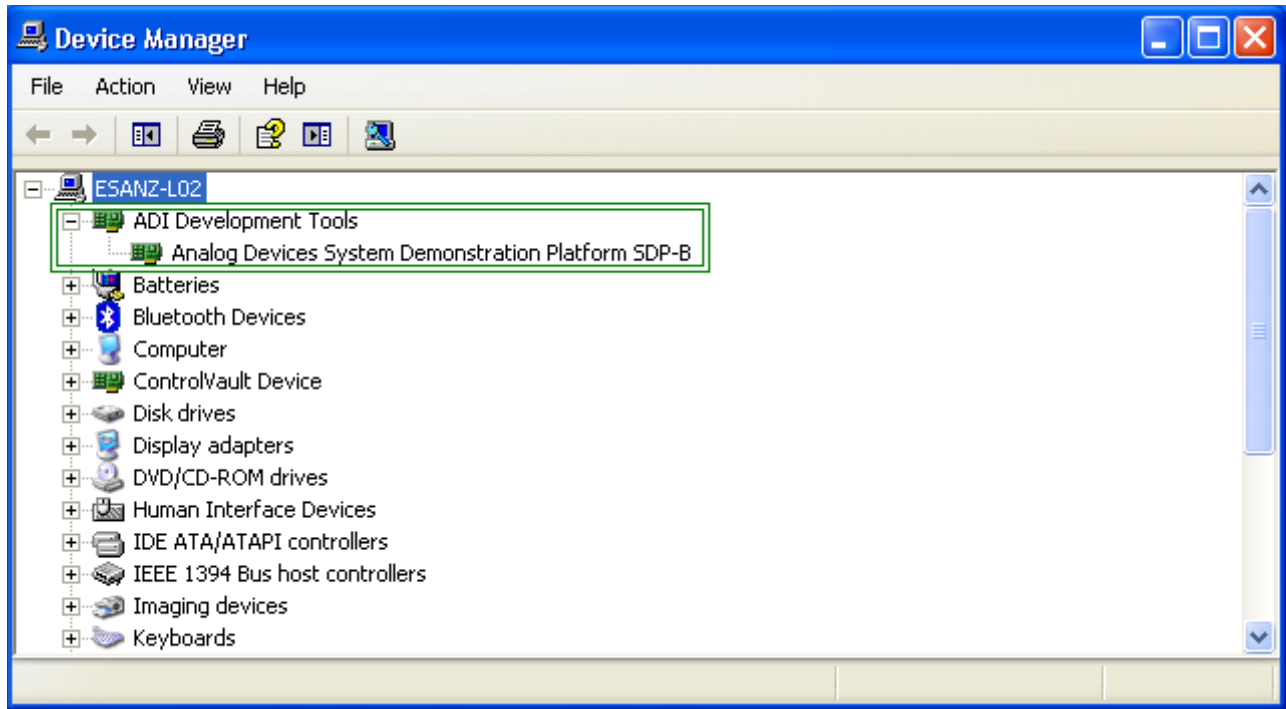 Device Manager
File Action View Help
ESANZ-L02
ADI Development Tools
Analog Devices System Demonstration Platform SDP-B
Batteries
Bluetooth Devices
Computer
ControlVault Device
Disk drives
Display adapters
DVD/CD-ROM drives
Human Interface Devices
IDE ATA/ATAPI controllers
IEEE 1394 Bus host controllers
Imaging devices
Keyboards